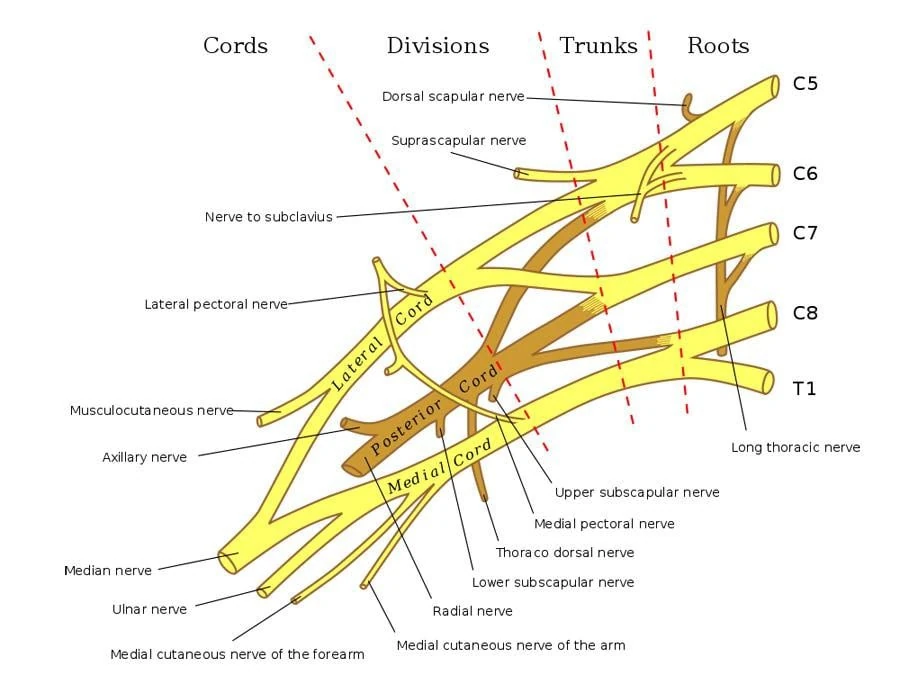 Cords
Divisions
Trunks
Roots
C5
Dorsal scapular nerve
Suprascapular nerve
C6
Nerve to subclavius
C7
Lateral pectoral nerve
Lateral Cord
C8
Posterior Cord
T1
Musculocutaneous nerve
Axillary nerve
Medial Cord
Long thoracic nerve
Upper subscapular nerve
Medial pectoral nerve
Thoraco dorsal nerve
Median nerve
Lower subscapular nerve
Ulnar nerve
Radial nerve
Medial cutaneous nerve of the arm
Medial cutaneous nerve of the forearm